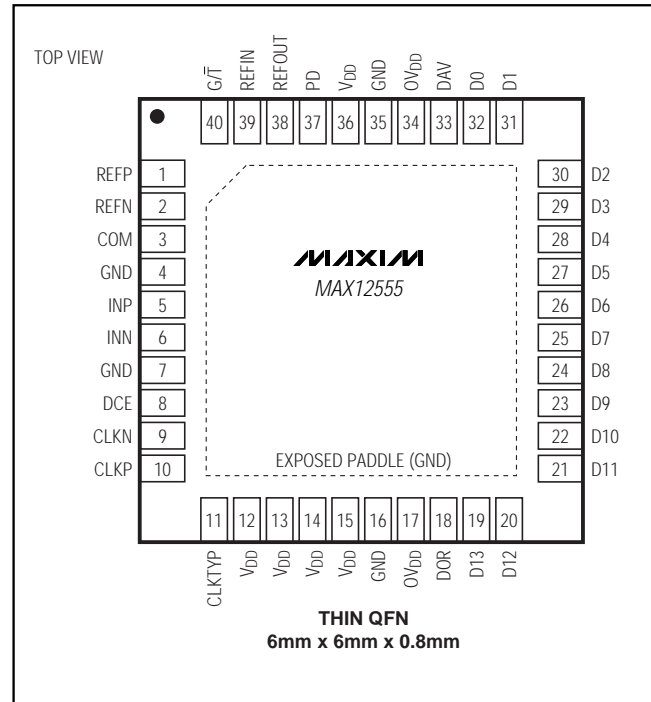 TOP VIEW
G/T̅ REFIN REFOUT PD VDD GND OVDD DAV D0 D1
40 39 38 37 36 35 34 33 32 31
REFP 1 30 D2
REFN 2 29 D3
COM 3 28 D4
GND 4 27 D5
INP 5 26 D6
INN 6 25 D7
GND 7 24 D8
DCE 8 23 D9
CLKN 9 22 D10
CLKP 10 21 D11
MAXIM
MAX12555
EXPOSED PADDLE (GND)
11 12 13 14 15 16 17 18 19 20
CLKTYP VDD VDD VDD VDD GND OVDD DOR D13 D12
THIN QFN
6mm x 6mm x 0.8mm